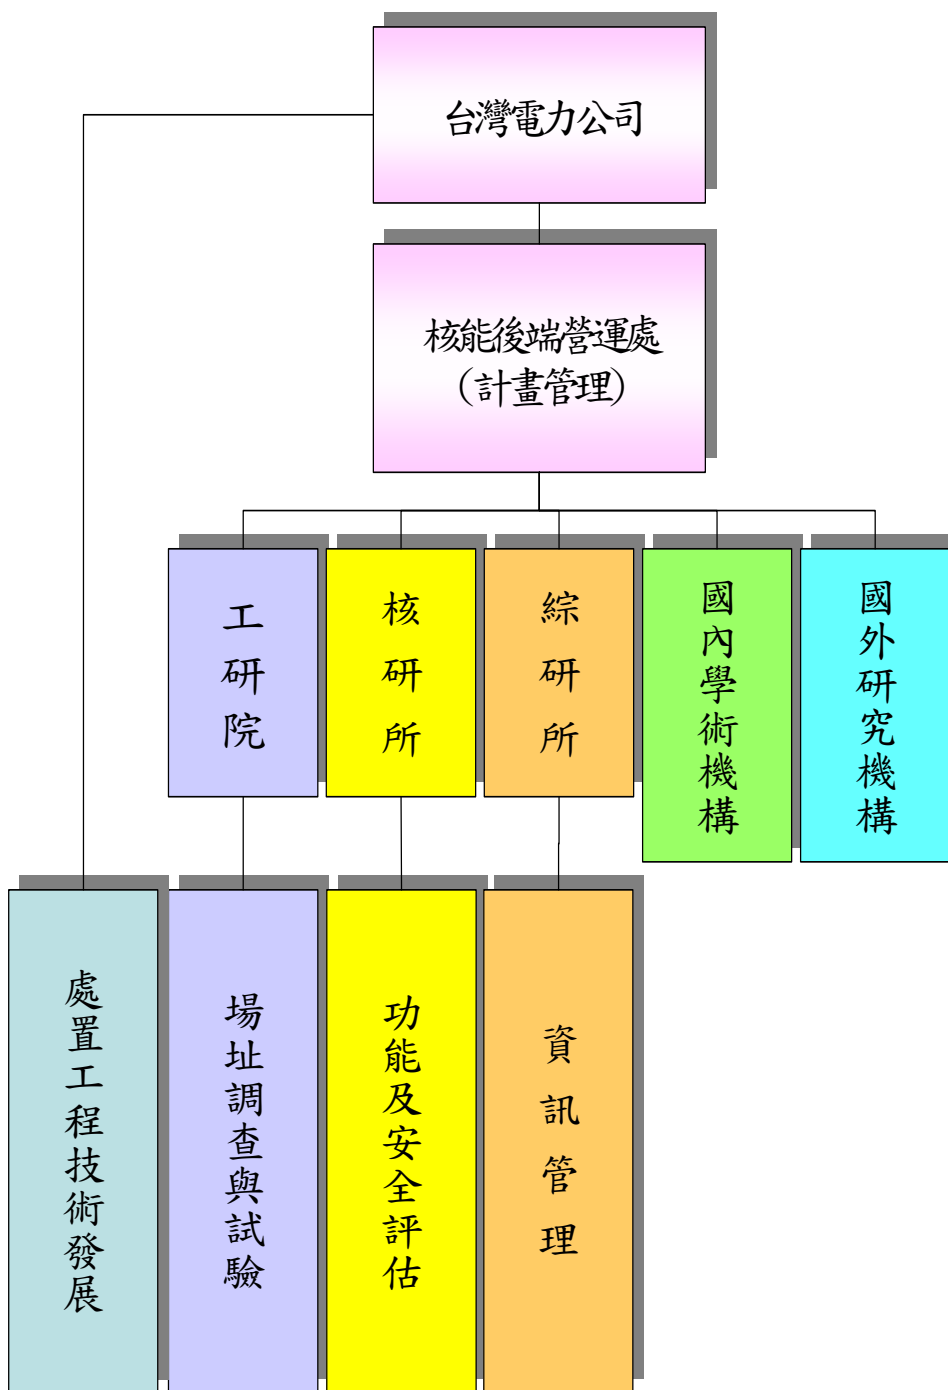 台灣電力公司
核能後端營運處
(計畫管理)
工研院
核研所
綜研所
國內學術機構
國外研究機構
處置工程技術發展
場址調查與試驗
功能及安全評估
資訊管理